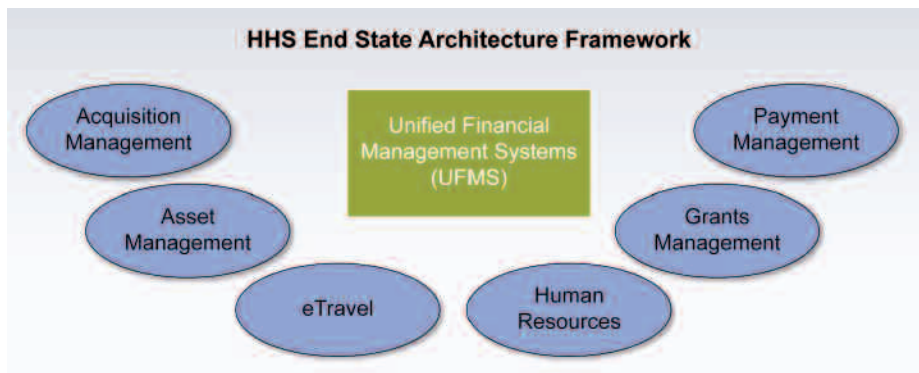 HHS End State Architecture Framework
Acquisition
Management
Unified Financial
Management Systems
(UFMS)
Payment
Management
Asset
Management
Grants
Management
eTravel
Human
Resources